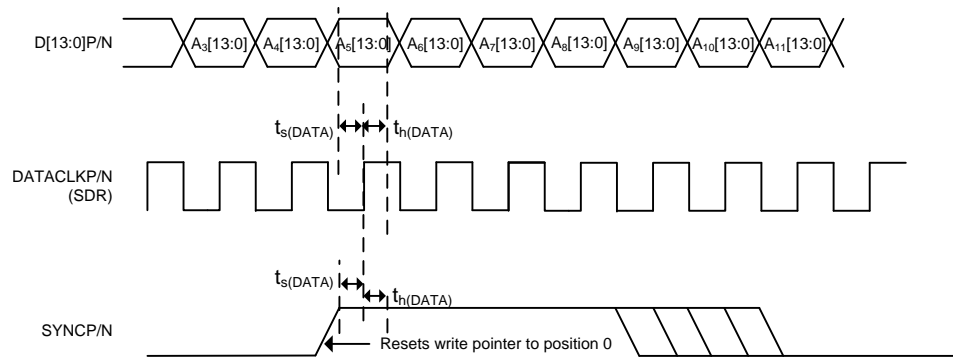 D[13:0]P/N
A3[13:0] A4[13:0] A5[13:0] A6[13:0] A7[13:0] A8[13:0] A9[13:0] A10[13:0] A11[13:0]
ts(DATA) th(DATA)
DATACLKP/N
(SDR)
ts(DATA)
th(DATA)
SYNCP/N
Resets write pointer to position 0